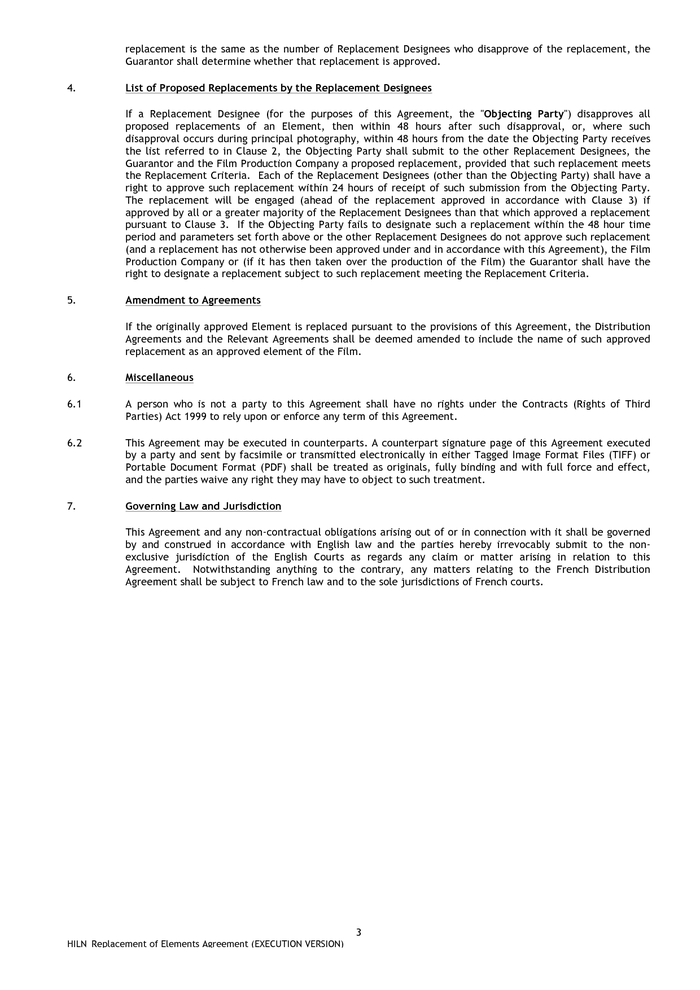 replacement is the same as the number of Replacement Designees who disapprove of the replacement, the
Guarantor shall determine whether that replacement is approved.
4. List of Proposed Replacements by the Replacement Designees
If a Replacement Designee (for the purposes of this Agreement, the "Objecting Party") disapproves all
proposed replacements of an Element, then within 48 hours after such disapproval, or, where such
disapproval occurs during principal photography, within 48 hours from the date the Objecting Party receives
the list referred to in Clause 2, the Objecting Party shall submit to the other Replacement Designees, the
Guarantor and the Film Production Company a proposed replacement, provided that such replacement meets
the Replacement Criteria. Each of the Replacement Designees (other than the Objecting Party) shall have a
right to approve such replacement within 24 hours of receipt of such submission from the Objecting Party.
The replacement will be engaged (ahead of the replacement approved in accordance with Clause 3) if
approved by all or a greater majority of the Replacement Designees than that which approved a replacement
pursuant to Clause 3. If the Objecting Party fails to designate such a replacement within the 48 hour time
period and parameters set forth above or the other Replacement Designees do not approve such replacement
(and a replacement has not otherwise been approved under and in accordance with this Agreement), the Film
Production Company or (if it has then taken over the production of the Film) the Guarantor shall have the
right to designate a replacement subject to such replacement meeting the Replacement Criteria.
5. Amendment to Agreements
If the originally approved Element is replaced pursuant to the provisions of this Agreement, the Distribution
Agreements and the Relevant Agreements shall be deemed amended to include the name of such approved
replacement as an approved element of the Film.
6. Miscellaneous
6.1 A person who is not a party to this Agreement shall have no rights under the Contracts (Rights of Third
Parties) Act 1999 to rely upon or enforce any term of this Agreement.
6.2 This Agreement may be executed in counterparts. A counterpart signature page of this Agreement executed
by a party and sent by facsimile or transmitted electronically in either Tagged Image Format Files (TIFF) or
Portable Document Format (PDF) shall be treated as originals, fully binding and with full force and effect,
and the parties waive any right they may have to object to such treatment.
7. Governing Law and Jurisdiction
This Agreement and any non-contractual obligations arising out of or in connection with it shall be governed
by and construed in accordance with English law and the parties hereby irrevocably submit to the non-
exclusive jurisdiction of the English Courts as regards any claim or matter arising in relation to this
Agreement. Notwithstanding anything to the contrary, any matters relating to the French Distribution
Agreement shall be subject to French law and to the sole jurisdictions of French courts.
3
HILN Replacement of Elements Agreement (EXECUTION VERSION)